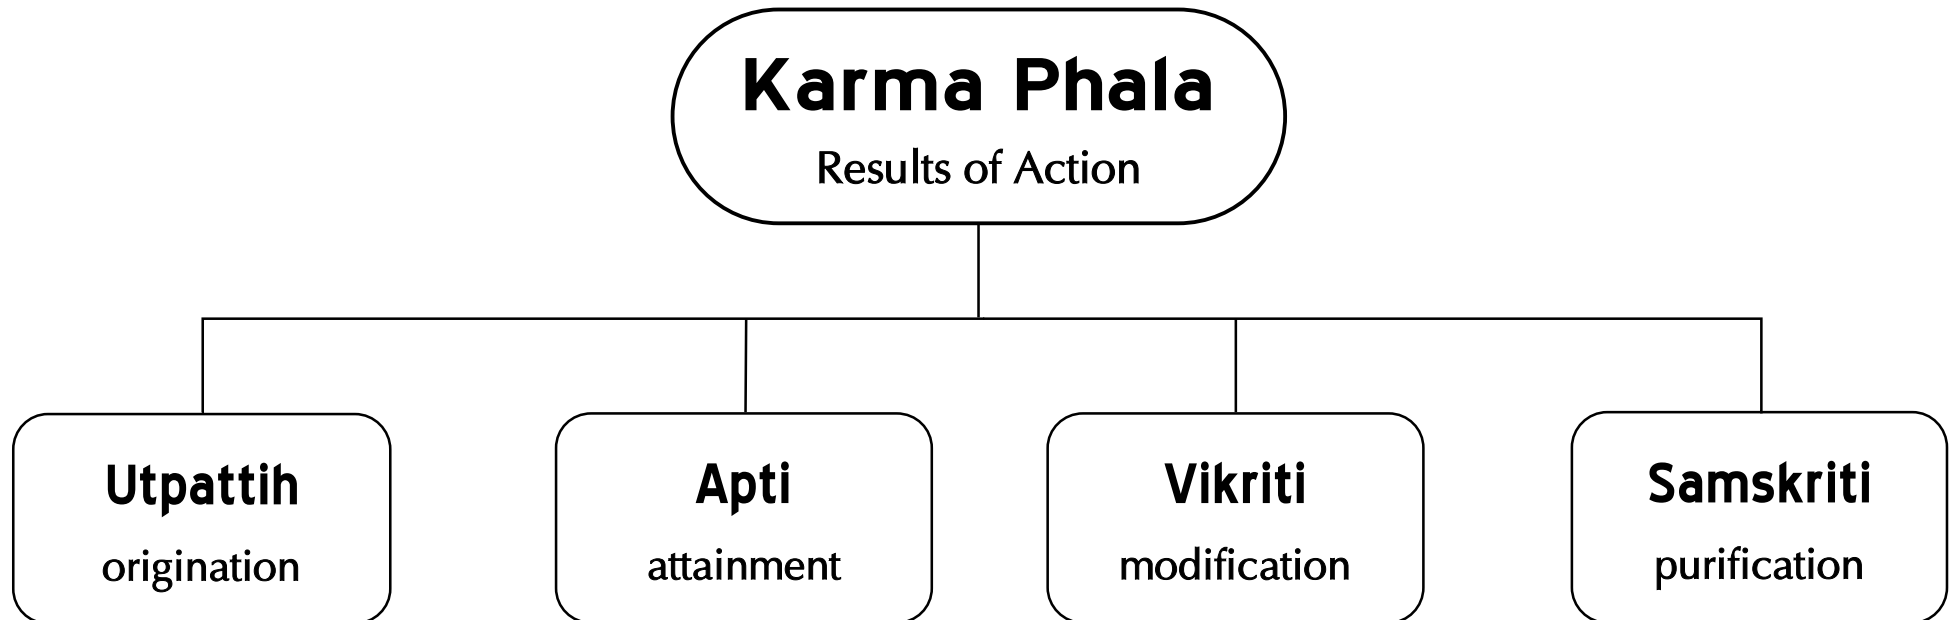 Karma Phala
Results of Action
Utpattih
origination
Apti
attainment
Vikriti
modification
Samskriti
purification